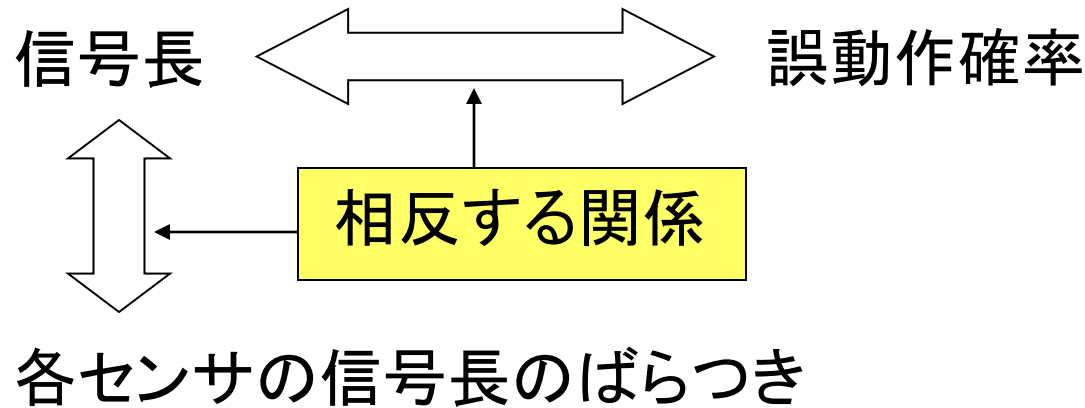 信号長
誤動作確率
相反する関係
各センサの信号長のばらつき